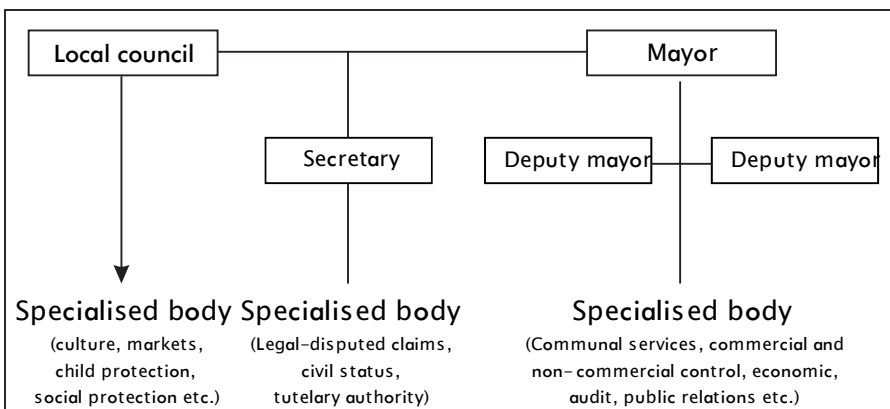 Local council
Mayor
Secretary
Deputy mayor
Deputy mayor
Specialised body
(culture, markets,
child protection,
social protection etc.)
Specialised body
(Legal-disputed claims,
civil status,
tutelary authority)
Specialised body
(Communal services, commercial and
non-commercial control, economic,
audit, public relations etc.)